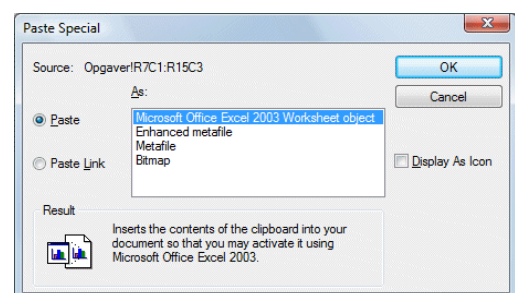 Paste Special
Source: Opgaver!R7C1:R15C3
OK
As:
Cancel
Paste
Microsoft Office Excel 2003 Worksheet object
Enhanced metafile
Metafile
Paste Link
Bitmap
Display As Icon
Result
Inserts the contents of the clipboard into your
document so that you may activate it using
Microsoft Office Excel 2003.